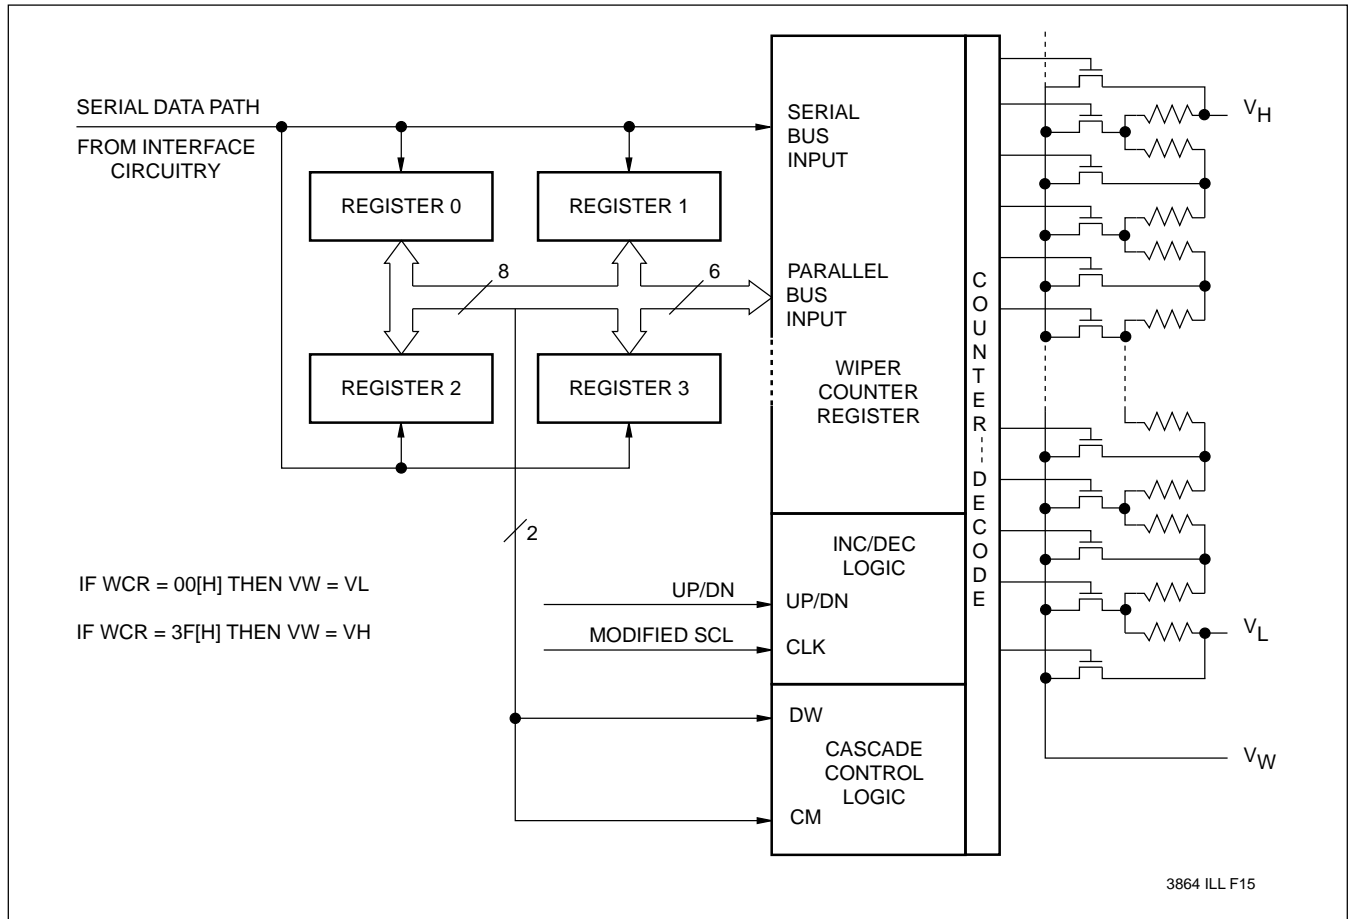 SERIAL DATA PATH
FROM INTERFACE
CIRCUITRY
REGISTER 0
REGISTER 1
8
6
REGISTER 2
REGISTER 3
2
SERIAL
BUS
INPUT
PARALLEL
BUS
INPUT
WIPER
COUNTER
REGISTER
INC/DEC
LOGIC
UP/DN
UP/DN
MODIFIED SCL
CLK
DW
CASCADE
CONTROL
LOGIC
CM
COUNTER
DECODE
VH
VL
VW
IF WCR = 00[H] THEN VW = VL
IF WCR = 3F[H] THEN VW = VH
3864 ILL F15